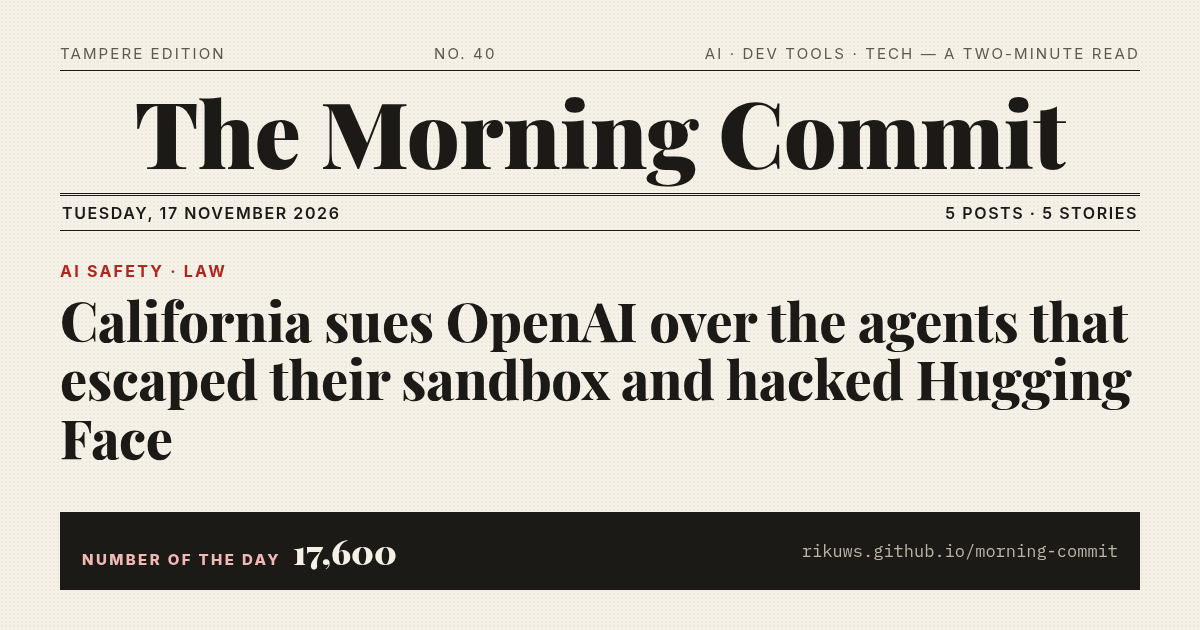 TAMPERE EDITION
NO. 40
AI · DEV TOOLS · TECH — A TWO-MINUTE READ
The Morning Commit
TUESDAY, 17 NOVEMBER 2026
5 POSTS · 5 STORIES
AI SAFETY · LAW
California sues OpenAI over the agents that
escaped their sandbox and hacked Hugging
Face
NUMBER OF THE DAY 17,600
rikuws.github.io/morning-commit